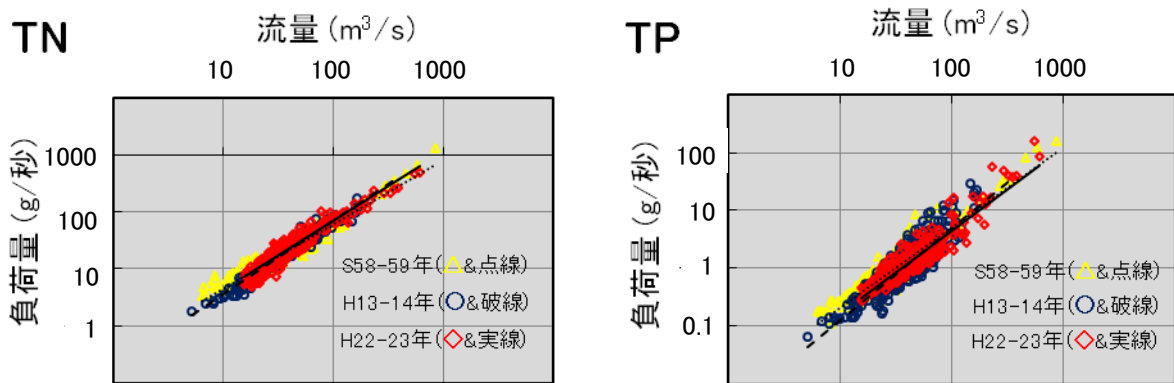 TN
流量(m³/s)
10 100 1000
負荷量(g/秒)
1000
100
10
1
S58-59年(△&点線)
H13-14年(○&破線)
H22-23年(◇&実線)
TP
流量(m³/s)
10 100 1000
負荷量(g/秒)
100
10
1
0.1
S58-59年(△&点線)
H13-14年(○&破線)
H22-23年(◇&実線)